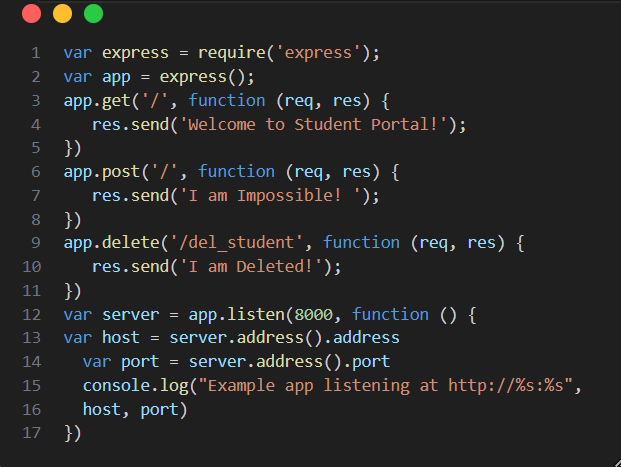 1 var express = require('express');
2 var app = express();
3 app.get('/', function (req, res) {
4    res.send('Welcome to Student Portal!');
5 })
6 app.post('/', function (req, res) {
7    res.send('I am Impossible! ');
8 })
9 app.delete('/del_student', function (req, res) {
10    res.send('I am Deleted!');
11 })
12 var server = app.listen(8000, function () {
13 var host = server.address().address
14   var port = server.address().port
15   console.log("Example app listening at http://%s:%s",
16   host, port)
17 })